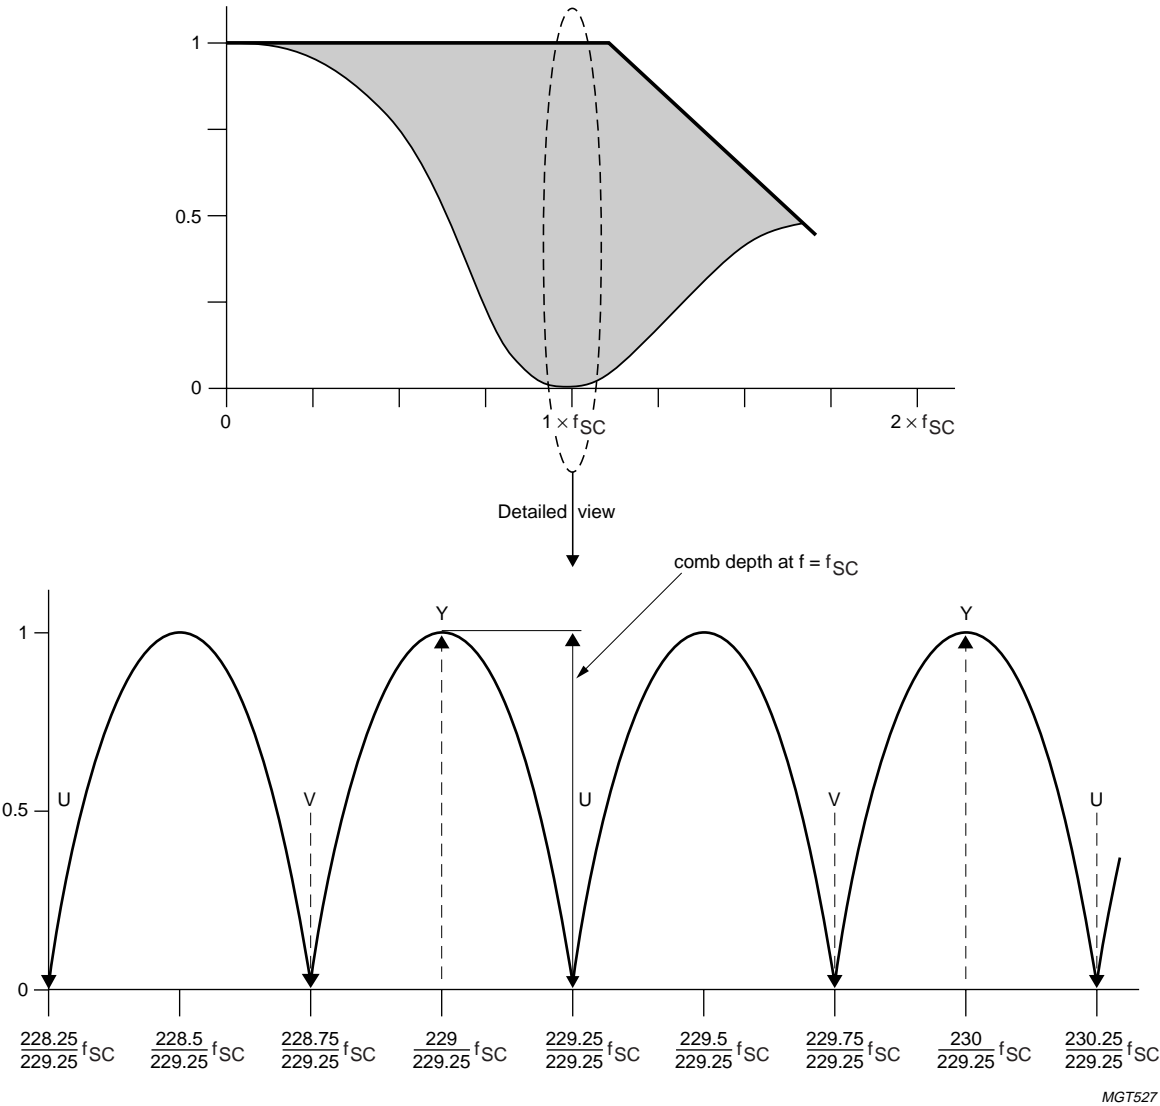 1
0.5
0
0
1 × fSC
2 × fSC
Detailed view
comb depth at f = fSC
Y
Y
1
U
V
U
V
U
0.5
0
228.25
229.25 fSC
228.5
229.25 fSC
228.75
229.25 fSC
229
229.25 fSC
229.25
229.25 fSC
229.5
229.25 fSC
229.75
229.25 fSC
230
229.25 fSC
230.25
229.25 fSC
MGT527